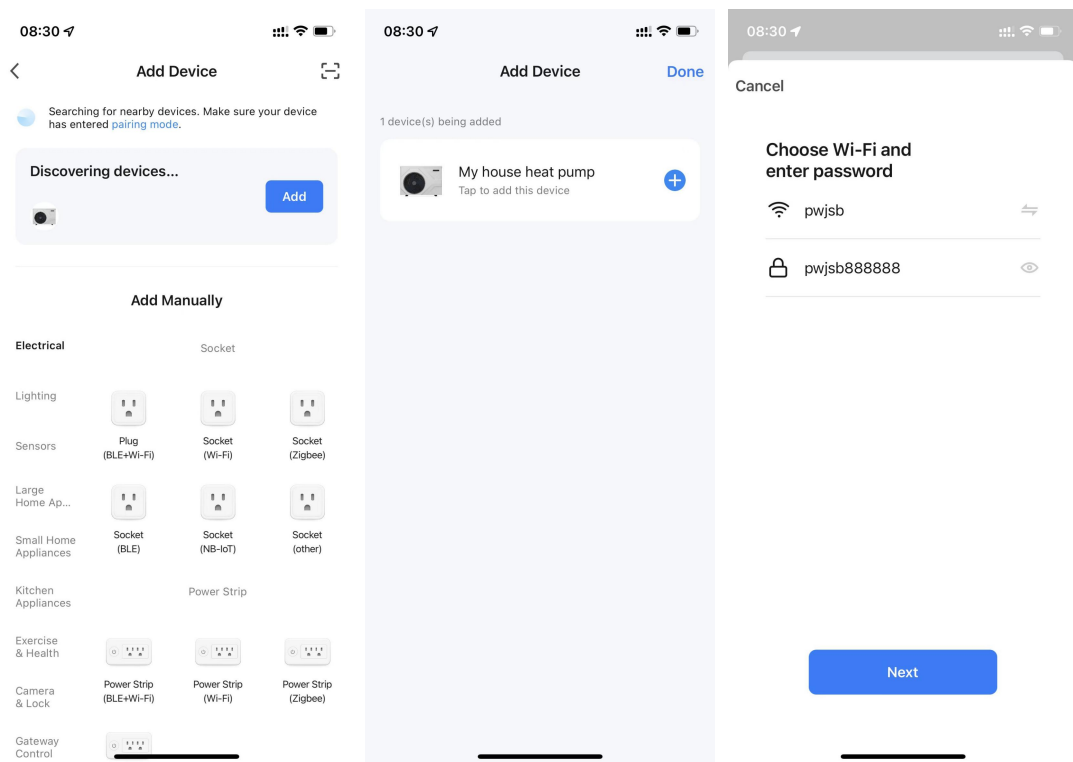 08:30
Add Device
Searching for nearby devices. Make sure your device
has entered pairing mode.
Discovering devices...
Add
Add Manually
Electrical
Socket
Lighting
Plug
(BLE+Wi-Fi)
Socket
(Wi-Fi)
Socket
(Zigbee)
Sensors
Large
Home Ap...
Socket
(BLE)
Socket
(NB-IoT)
Socket
(other)
Small Home
Appliances
Kitchen
Appliances
Power Strip
Exercise
& Health
Power Strip
(BLE+Wi-Fi)
Power Strip
(Wi-Fi)
Power Strip
(Zigbee)
Camera
& Lock
Gateway
Control
08:30
Add Device
Done
1 device(s) being added
My house heat pump
Tap to add this device
08:30
Cancel
Choose Wi-Fi and
enter password
pwjsb
pwjsb888888
Next